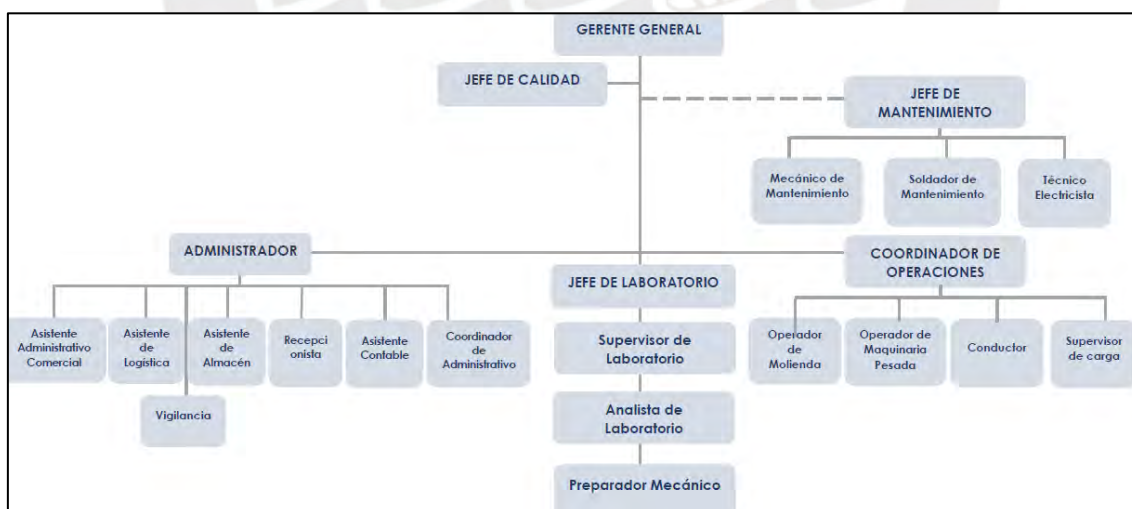 GERENTE GENERAL
JEFE DE CALIDAD
JEFE DE
MANTENIMIENTO
Mecánico de
Mantenimiento
Soldador de
Mantenimiento
Técnico
Electricista
ADMINISTRADOR
COORDINADOR DE
OPERACIONES
JEFE DE LABORATORIO
Asistente
Administrativo
Comercial
Asistente
de
Logística
Asistente
de
Almacén
Recepci
onista
Asistente
Contable
Coordinador
de
Administrativo
Vigilancia
Supervisor de
Laboratorio
Analista de
Laboratorio
Preparador Mecánico
Operador
de
Molienda
Operador de
Maquinaria
Pesada
Conductor
Supervisor
de carga